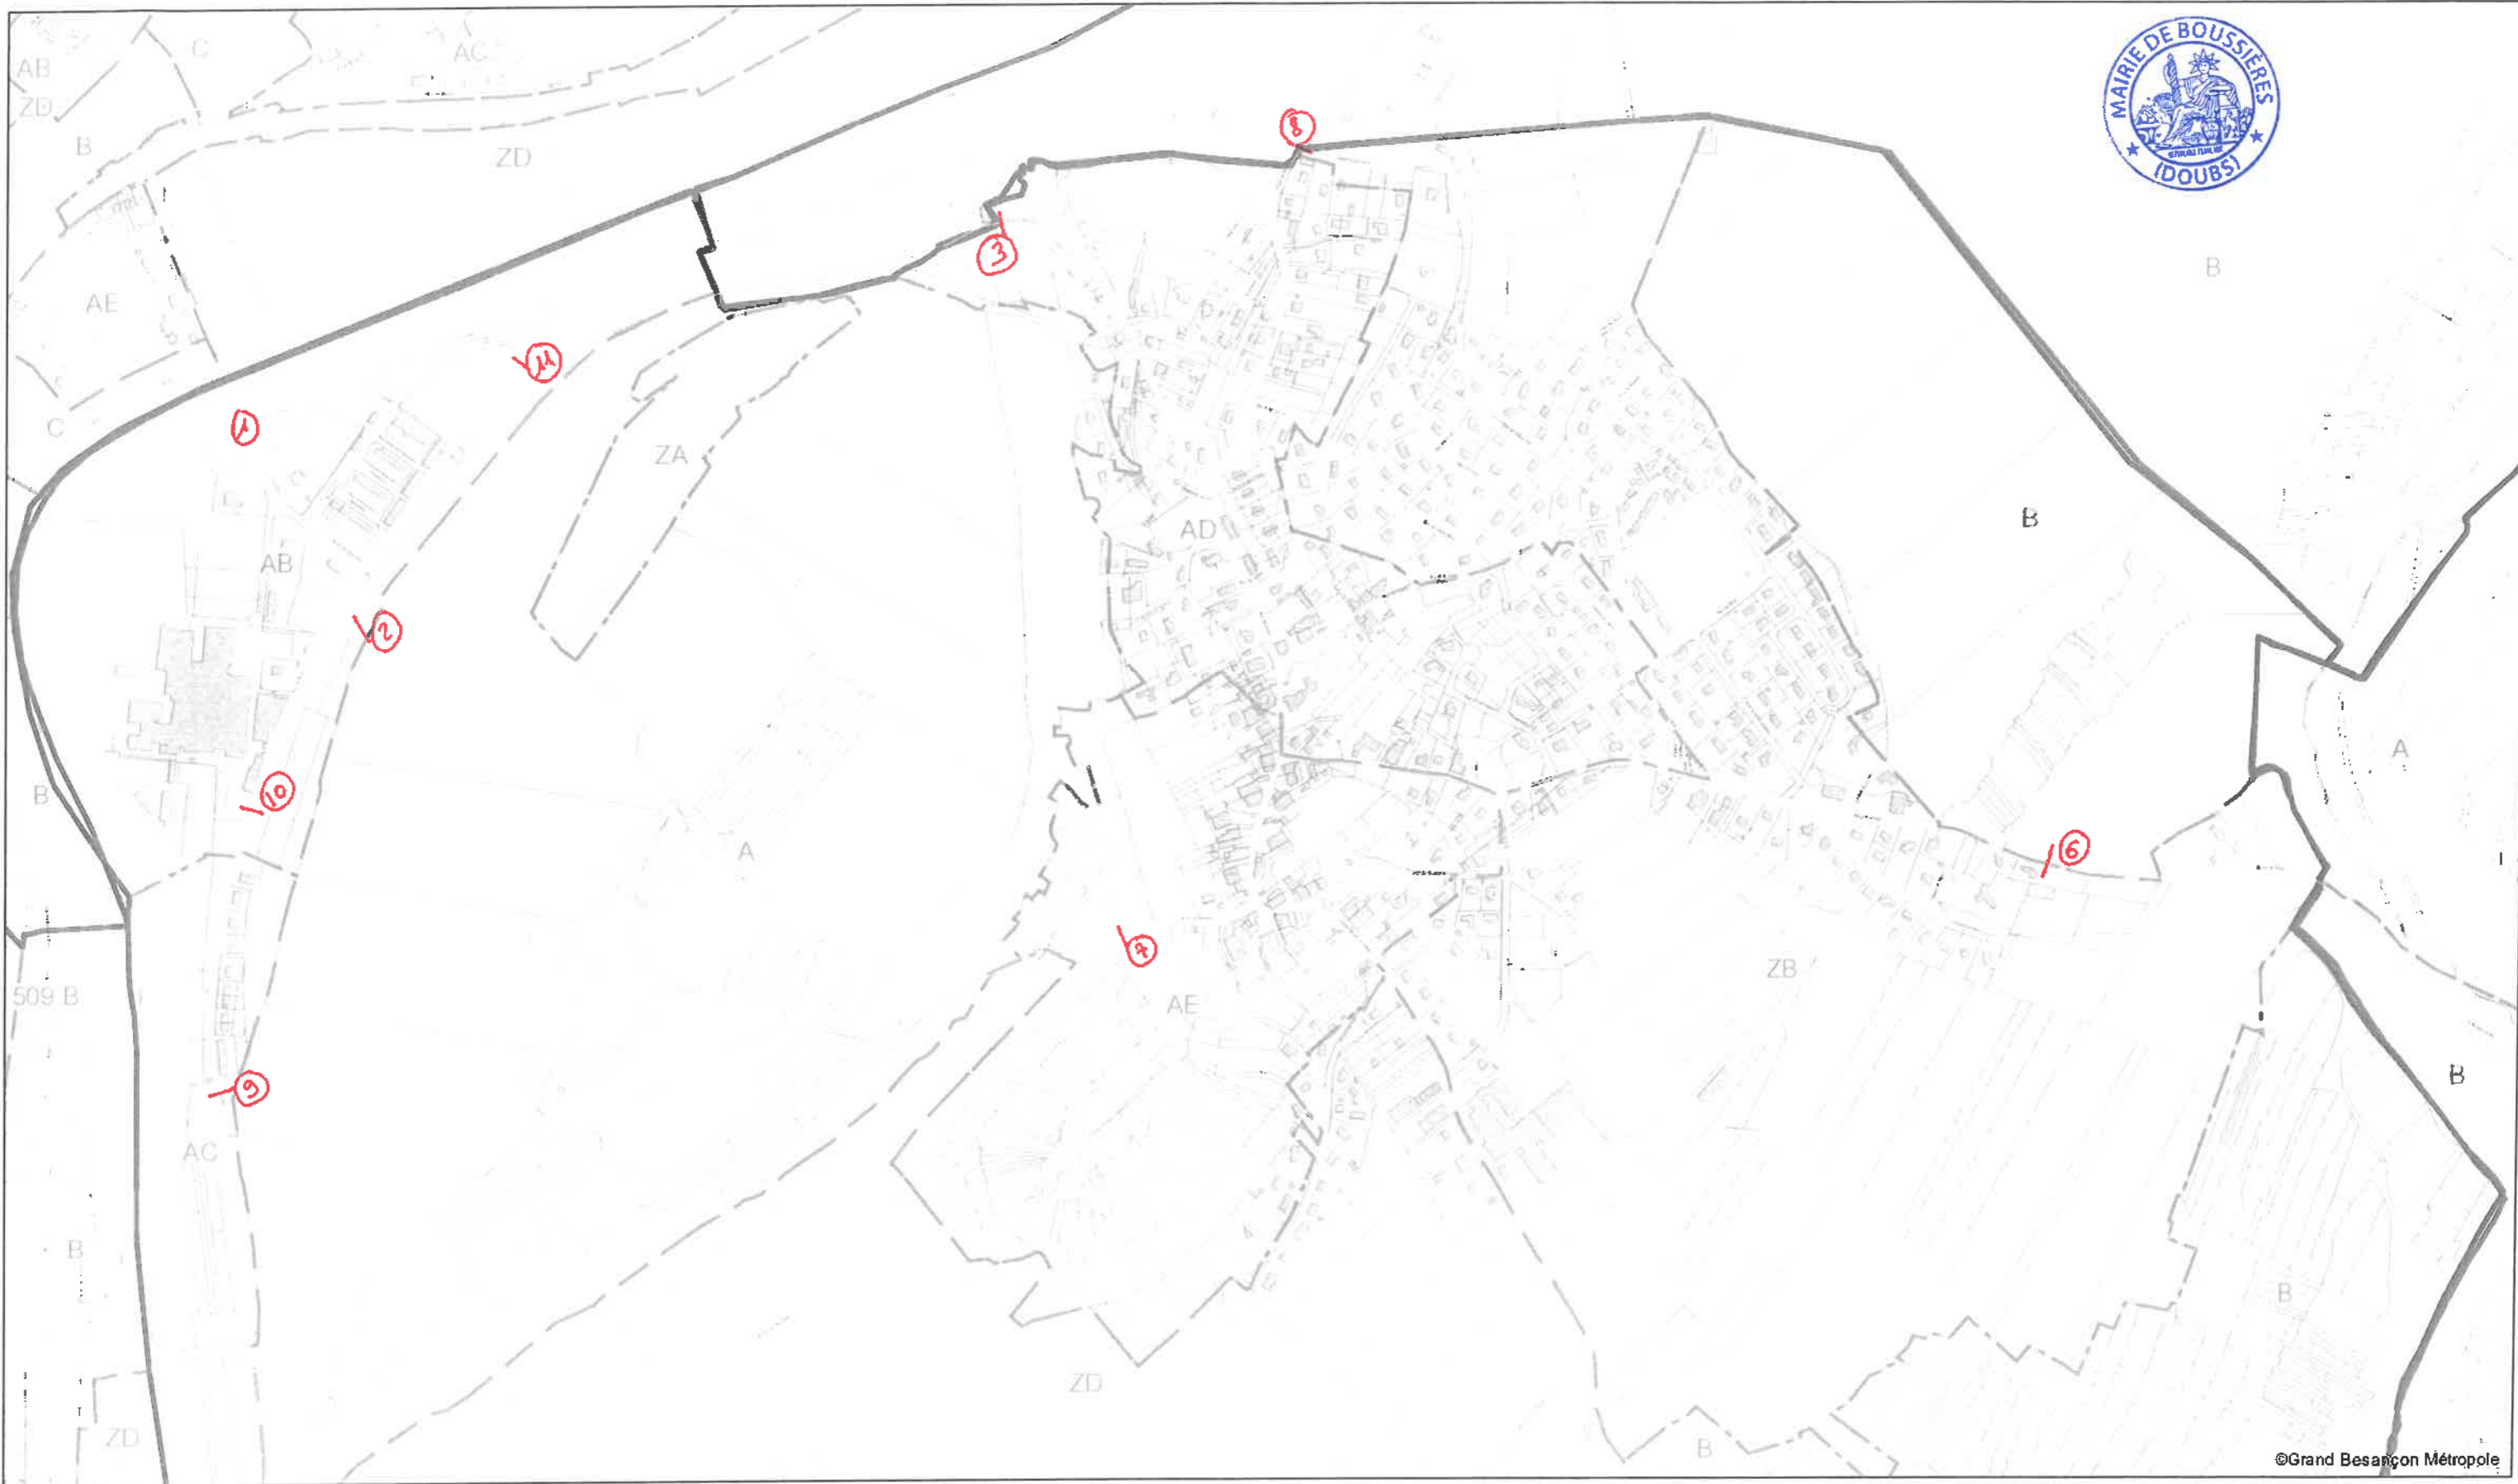 AB
C
AC
ZD
B
ZD
MAIRIE DE BOUSSIÈRES
(DOUBS)
8
3
B
AE
11
C
1
ZA
B
AD
AB
2
A
B
10
A
6
7
ZB
509 B
AE
B
9
AC
B
B
ZD
ZD
B
©Grand Besançon Métropole